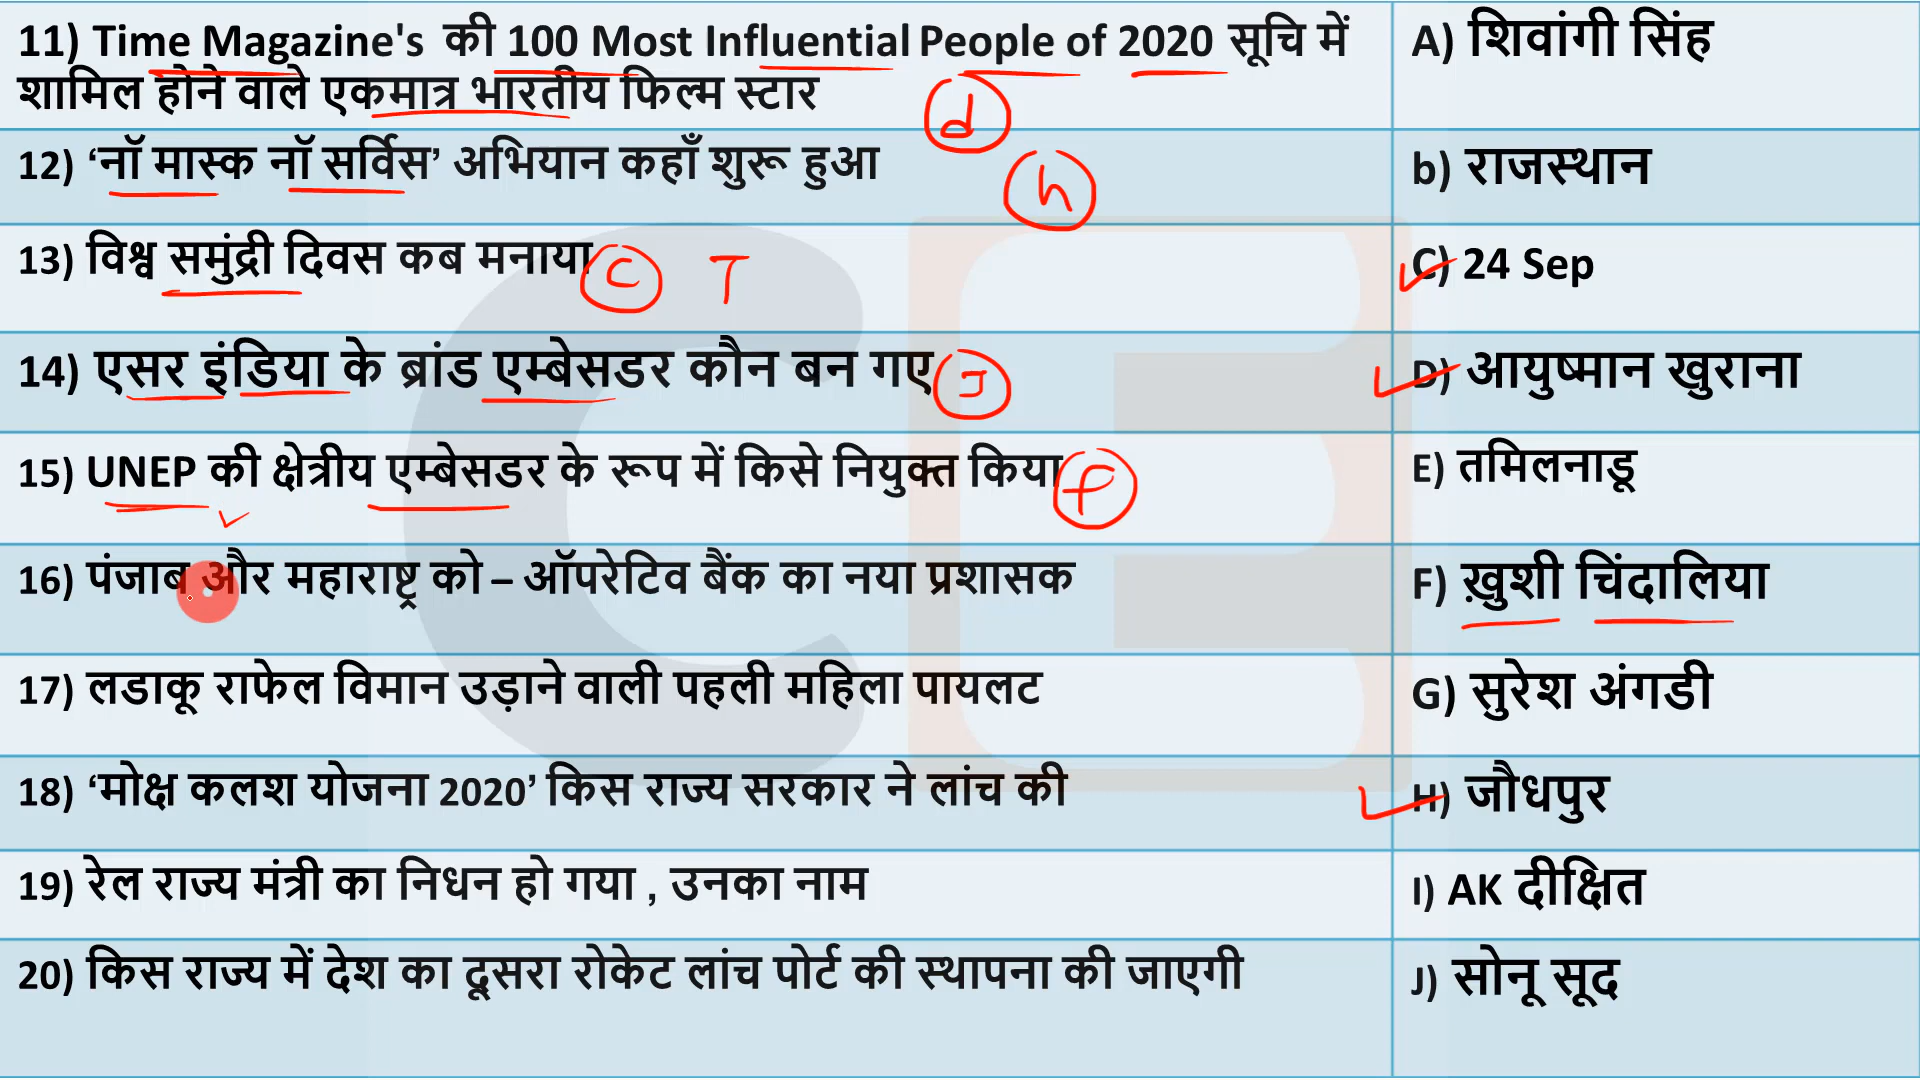 11) Time Magazine's की 100 Most Influential People of 2020 सूचि में
शामिल होने वाले एकमात्र भारतीय फिल्म स्टार
d
A) शिवांगी सिंह
12) ‘नॉ मास्क नॉ सर्विस’ अभियान कहाँ शुरू हुआ
h
b) राजस्थान
13) विश्व समुंद्री दिवस कब मनाया
C T
C) 24 Sep
14) एसर इंडिया के ब्रांड एम्बेसडर कौन बन गए
J
D) आयुष्मान खुराना
15) UNEP की क्षेत्रीय एम्बेसडर के रूप में किसे नियुक्त किया
f
E) तमिलनाडू
16) पंजाब और महाराष्ट्र को – ऑपरेटिव बैंक का नया प्रशासक
F) ख़ुशी चिंदालिया
17) लडाकू राफेल विमान उड़ाने वाली पहली महिला पायलट
G) सुरेश अंगडी
18) ‘मोक्ष कलश योजना 2020’ किस राज्य सरकार ने लांच की
H) जौधपुर
19) रेल राज्य मंत्री का निधन हो गया , उनका नाम
I) AK दीक्षित
20) किस राज्य में देश का दूसरा रोकेट लांच पोर्ट की स्थापना की जाएगी
J) सोनू सूद
CE